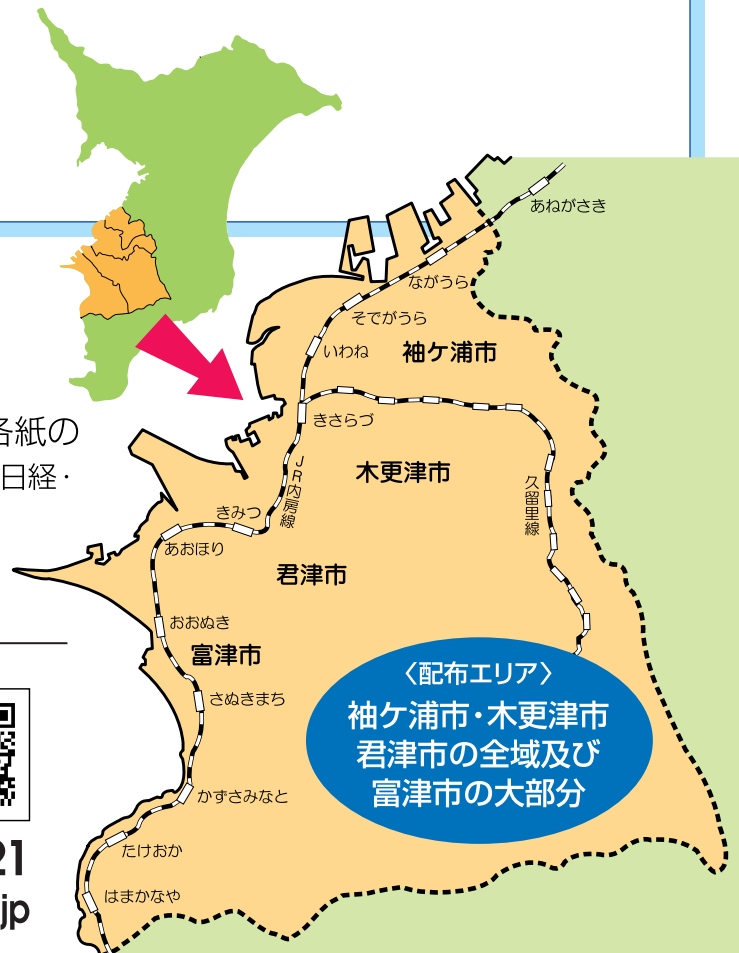 各紙の
日経・
21
jp
あねがさき
ながうら
そでがうら
いわね
袖ケ浦市
きさらづ
木更津市
JR内房線
久留里線
きみつ
あおほり
君津市
おおぬき
富津市
さぬきまち
かずさみなと
たけおか
はまかなや
〈配布エリア〉
袖ケ浦市・木更津市
君津市の全域及び
富津市の大部分